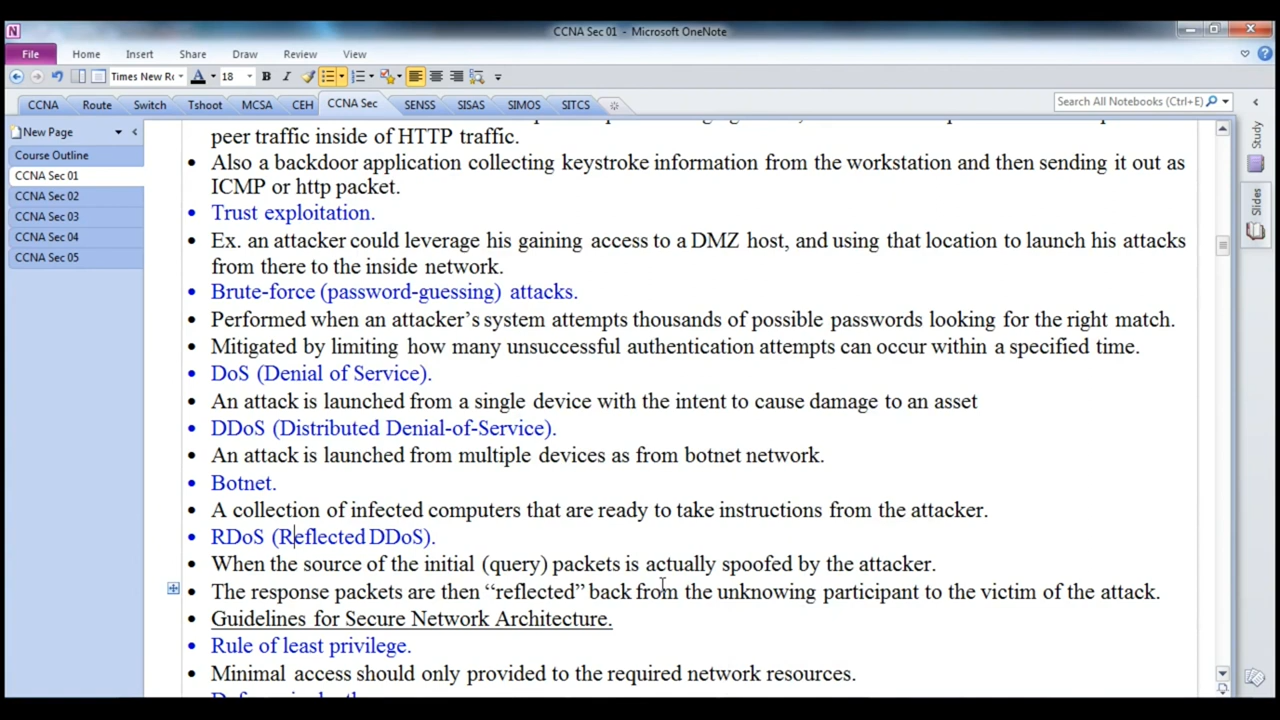 CCNA Sec 01 - Microsoft OneNote
File Home Insert Share Draw Review View
Times New Ro 18 B I
CCNA Route Switch Tshoot MCSA CEH CCNA Sec SENSS SISAS SIMOS SITCS
Search All Notebooks (Ctrl+E)
New Page
Course Outline
CCNA Sec 01
CCNA Sec 02
CCNA Sec 03
CCNA Sec 04
CCNA Sec 05
peer traffic inside of HTTP traffic.
• Also a backdoor application collecting keystroke information from the workstation and then sending it out as
ICMP or http packet.
• Trust exploitation.
• Ex. an attacker could leverage his gaining access to a DMZ host, and using that location to launch his attacks
from there to the inside network.
• Brute-force (password-guessing) attacks.
• Performed when an attacker's system attempts thousands of possible passwords looking for the right match.
• Mitigated by limiting how many unsuccessful authentication attempts can occur within a specified time.
• DoS (Denial of Service).
• An attack is launched from a single device with the intent to cause damage to an asset
• DDoS (Distributed Denial-of-Service).
• An attack is launched from multiple devices as from botnet network.
• Botnet.
• A collection of infected computers that are ready to take instructions from the attacker.
• RDoS (Reflected DDoS).
• When the source of the initial (query) packets is actually spoofed by the attacker.
• The response packets are then “reflected” back from the unknowing participant to the victim of the attack.
• Guidelines for Secure Network Architecture.
• Rule of least privilege.
• Minimal access should only provided to the required network resources.
Study
Slides